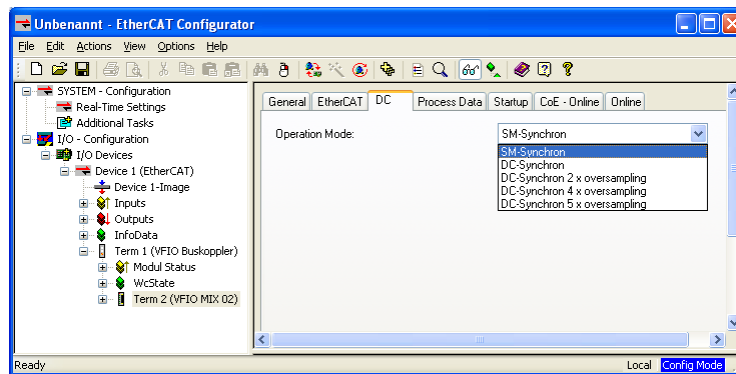 Unbenannt - EtherCAT Configurator
File Edit Actions View Options Help
SYSTEM - Configuration
Real-Time Settings
Additional Tasks
I/O - Configuration
I/O Devices
Device 1 (EtherCAT)
Device 1-Image
Inputs
Outputs
InfoData
Term 1 (VFIO Buskoppler)
Modul Status
WcState
Term 2 (VFIO MIX 02)
General EtherCAT DC Process Data Startup CoE - Online Online
Operation Mode: SM-Synchron
SM-Synchron
DC-Synchron
DC-Synchron 2 x oversampling
DC-Synchron 4 x oversampling
DC-Synchron 5 x oversampling
Ready Local Config Mode